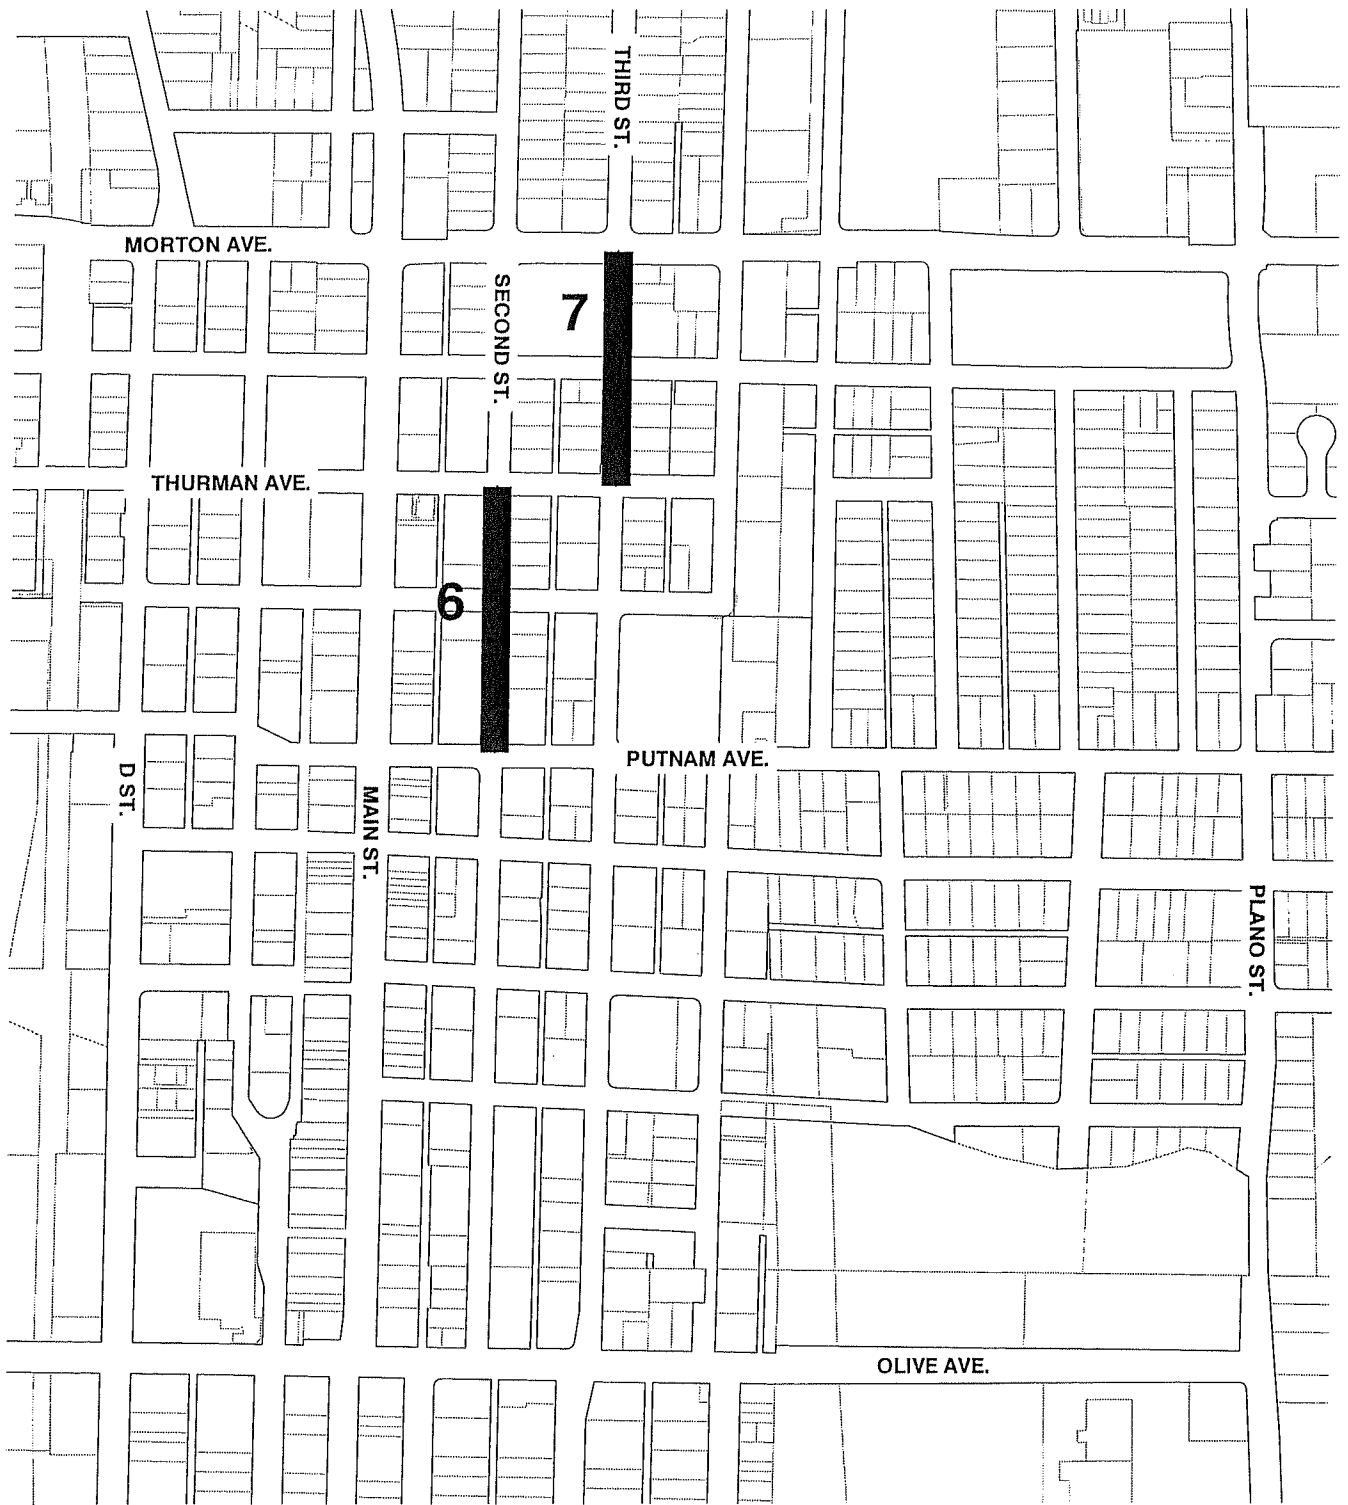 THIRD ST.
MORTON AVE.
SECOND ST.
7
THURMAN AVE.
6
PUTNAM AVE.
D ST.
MAIN ST.
PLANO ST.
OLIVE AVE.